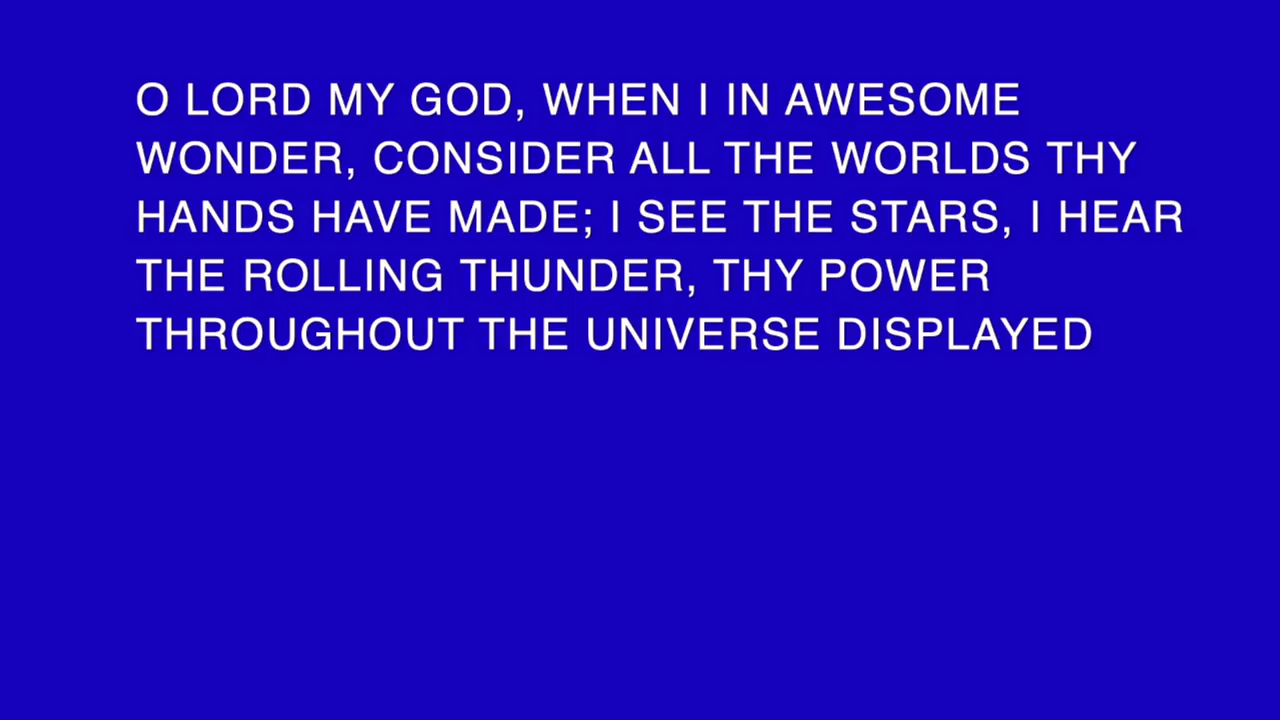 O LORD MY GOD, WHEN I IN AWESOME
WONDER, CONSIDER ALL THE WORLDS THY
HANDS HAVE MADE; I SEE THE STARS, I HEAR
THE ROLLING THUNDER, THY POWER
THROUGHOUT THE UNIVERSE DISPLAYED